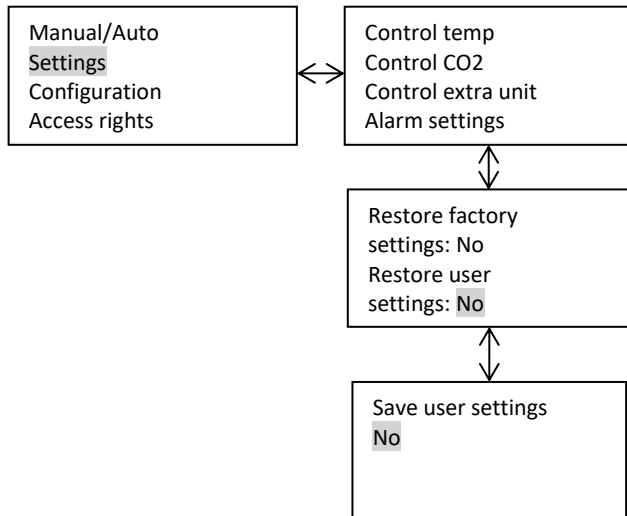 Manual/Auto
Settings
Configuration
Access rights
Control temp
Control CO2
Control extra unit
Alarm settings
Restore factory
settings: No
Restore user
settings: No
Save user settings
No